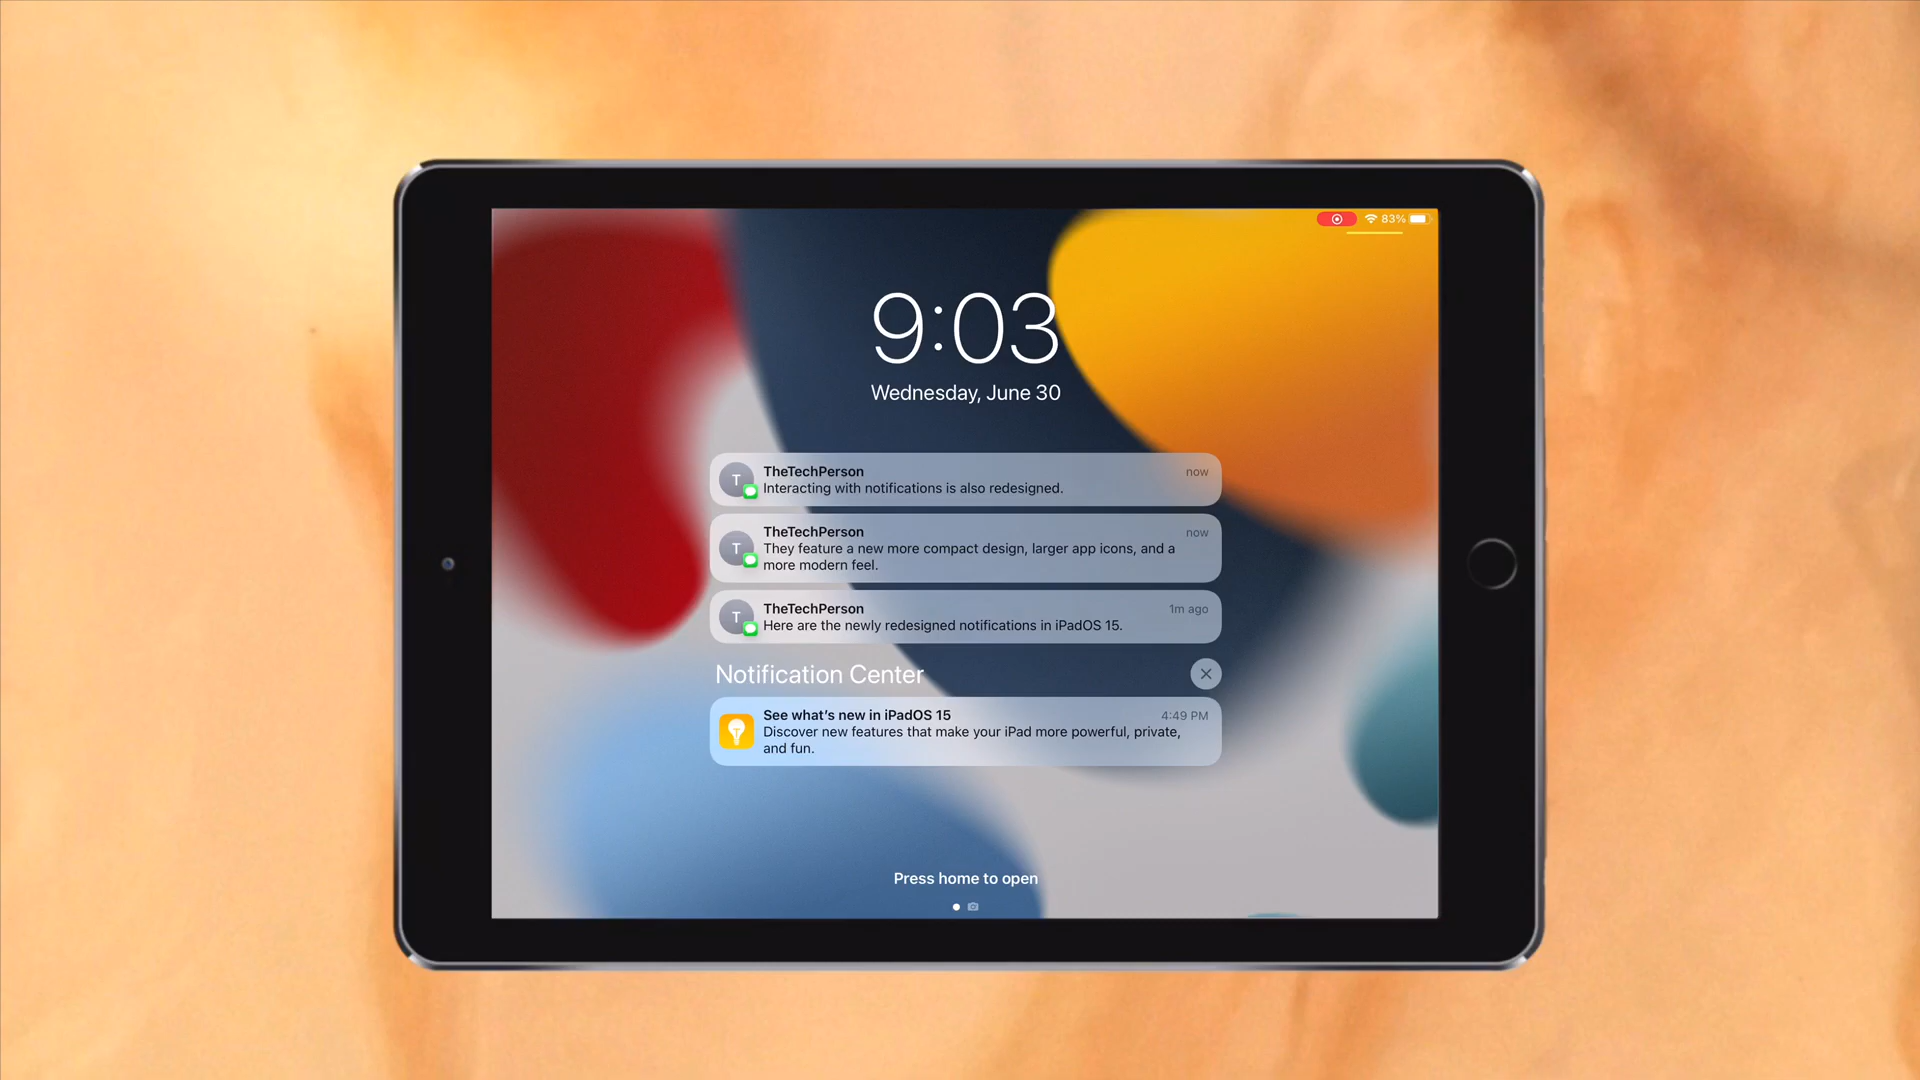 83%
9:03
Wednesday, June 30
T
TheTechPerson
now
Interacting with notifications is also redesigned.
T
TheTechPerson
now
They feature a new more compact design, larger app icons, and a
more modern feel.
T
TheTechPerson
1m ago
Here are the newly redesigned notifications in iPadOS 15.
Notification Center
See what’s new in iPadOS 15
4:49 PM
Discover new features that make your iPad more powerful, private,
and fun.
Press home to open